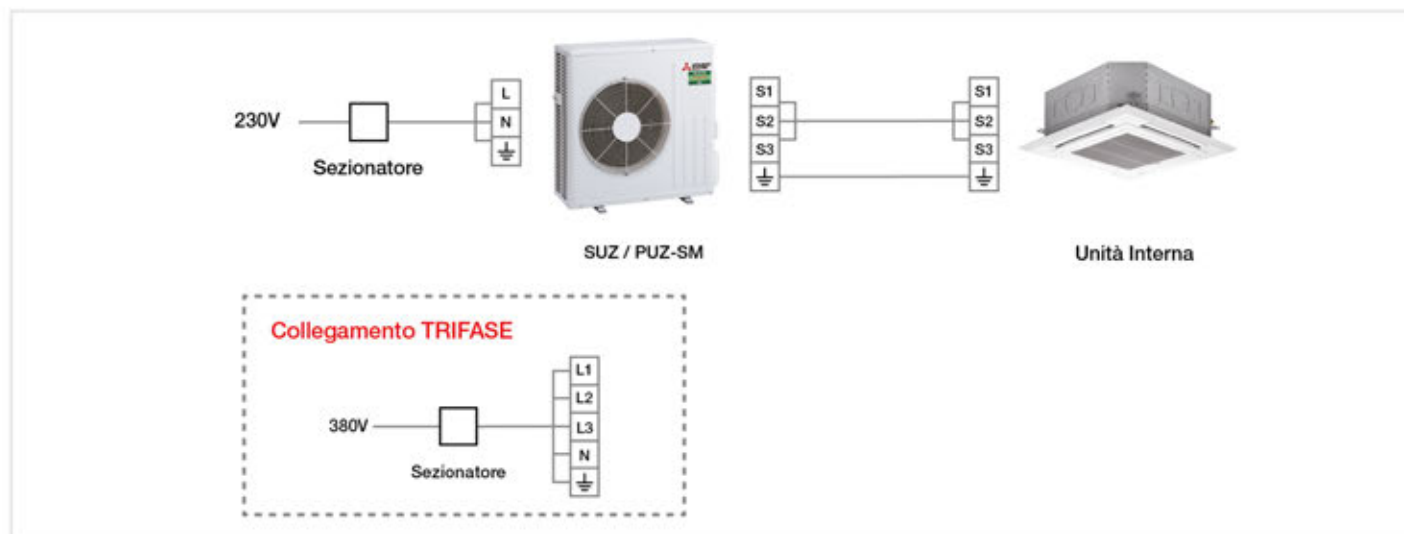 230V
Sezionatore
L
N
S1
S2
S3
S1
S2
S3
SUZ / PUZ-SM
Unità Interna
Collegamento TRIFASE
380V
Sezionatore
L1
L2
L3
N